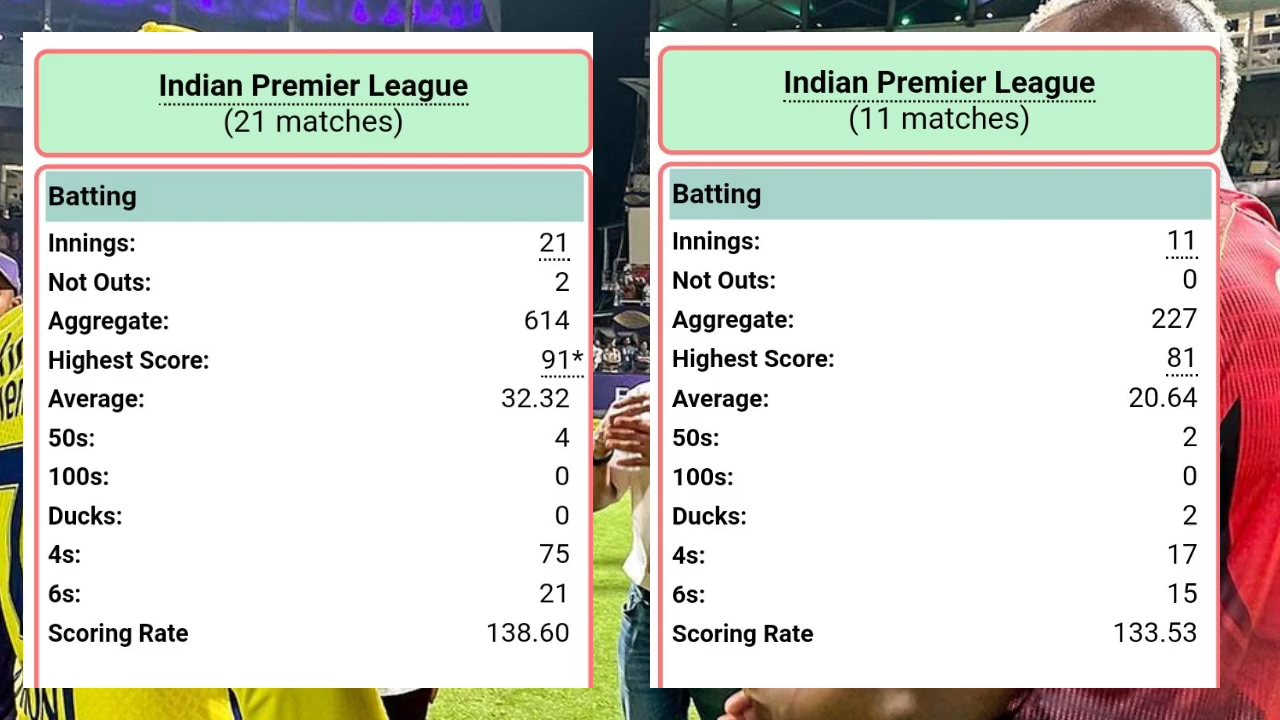 Indian Premier League
(21 matches)
Batting
Innings: 21
Not Outs: 2
Aggregate: 614
Highest Score: 91*
Average: 32.32
50s: 4
100s: 0
Ducks: 0
4s: 75
6s: 21
Scoring Rate 138.60
Indian Premier League
(11 matches)
Batting
Innings: 11
Not Outs: 0
Aggregate: 227
Highest Score: 81
Average: 20.64
50s: 2
100s: 0
Ducks: 2
4s: 17
6s: 15
Scoring Rate 133.53